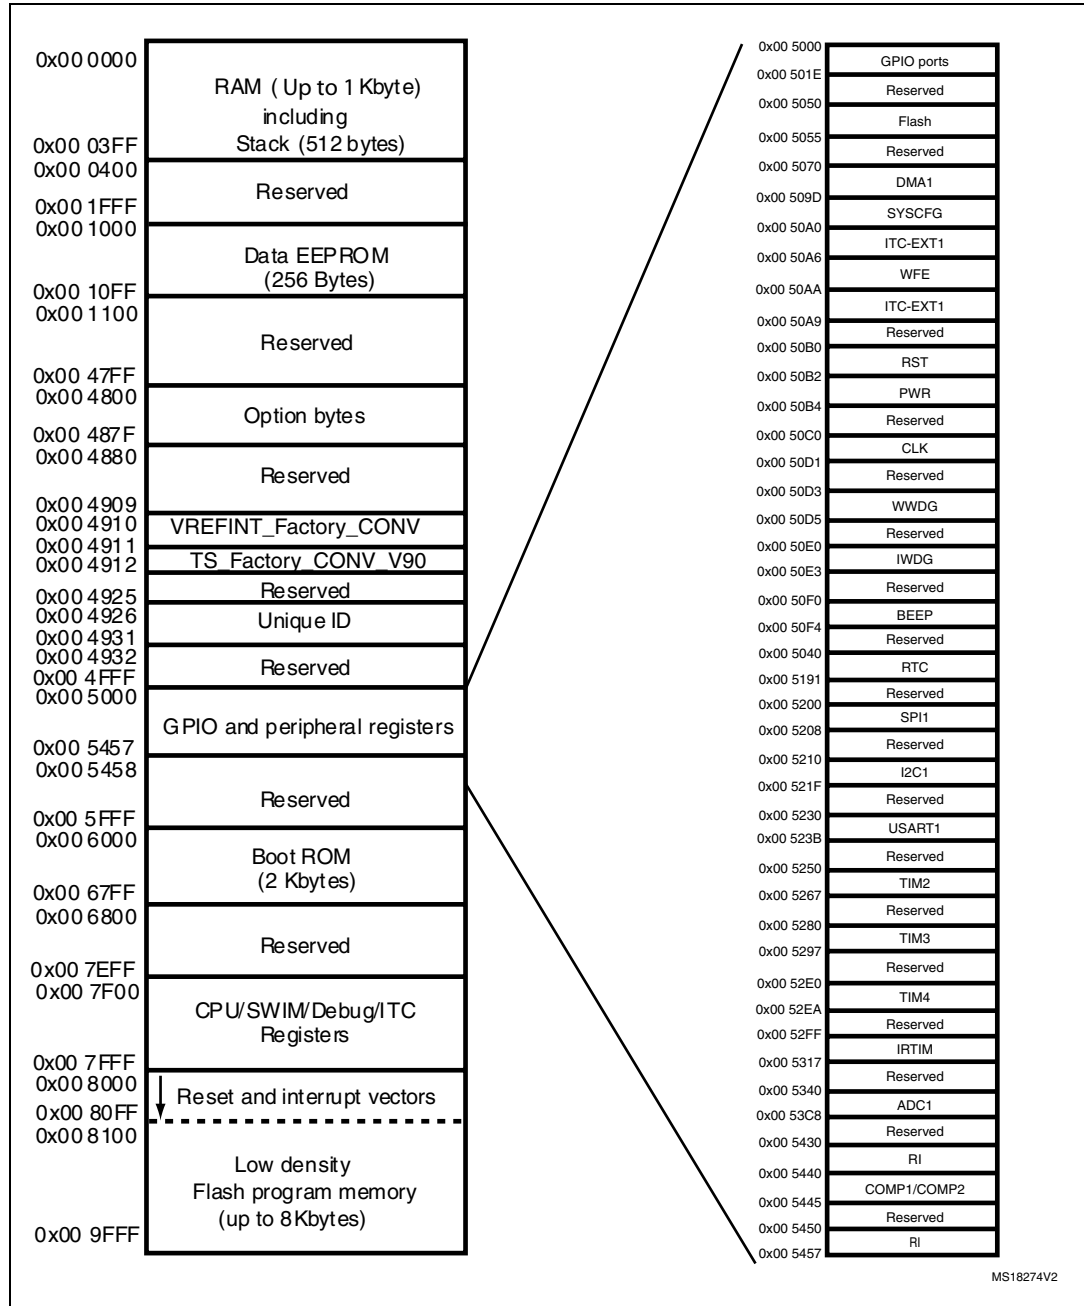 0x00 0000
RAM ( Up to 1 Kbyte)
including
Stack (512 bytes)
0x00 03FF
0x00 0400
Reserved
0x00 1FFF
0x00 1000
Data EEPROM
(256 Bytes)
0x00 10FF
0x00 1100
Reserved
0x00 47FF
0x00 4800
Option bytes
0x00 487F
0x00 4880
Reserved
0x00 4909
0x00 4910
VREFINT_Factory_CONV
0x00 4911
0x00 4912
TS_Factory_CONV_V90
Reserved
0x00 4925
0x00 4926
Unique ID
0x00 4931
0x00 4932
Reserved
0x00 4FFF
0x00 5000
GPIO and peripheral registers
0x00 5457
0x00 5458
Reserved
0x00 5FFF
0x00 6000
Boot ROM
(2 Kbytes)
0x00 67FF
0x00 6800
Reserved
0x00 7EFF
0x00 7F00
CPU/SWIM/Debug/ITC
Registers
0x00 7FFF
0x00 8000
Reset and interrupt vectors
0x00 80FF
0x00 8100
Low density
Flash program memory
(up to 8Kbytes)
0x00 9FFF
0x00 5000
GPIO ports
0x00 501E
Reserved
0x00 5050
Flash
0x00 5055
Reserved
0x00 5070
DMA1
0x00 509D
SYSCFG
0x00 50A0
ITC-EXT1
0x00 50A6
WFE
0x00 50AA
ITC-EXT1
0x00 50A9
Reserved
0x00 50B0
RST
0x00 50B2
PWR
0x00 50B4
Reserved
0x00 50C0
CLK
0x00 50D1
Reserved
0x00 50D3
WWDG
0x00 50D5
Reserved
0x00 50E0
IWDG
0x00 50E3
Reserved
0x00 50F0
BEEP
0x00 50F4
Reserved
0x00 5040
RTC
0x00 5191
Reserved
0x00 5200
SPI1
0x00 5208
Reserved
0x00 5210
I2C1
0x00 521F
Reserved
0x00 5230
USART1
0x00 523B
Reserved
0x00 5250
TIM2
0x00 5267
Reserved
0x00 5280
TIM3
0x00 5297
Reserved
0x00 52E0
TIM4
0x00 52EA
Reserved
0x00 52FF
IRTIM
0x00 5317
Reserved
0x00 5340
ADC1
0x00 53C8
Reserved
0x00 5430
RI
0x00 5440
COMP1/COMP2
0x00 5445
Reserved
0x00 5450
RI
0x00 5457
MS18274V2